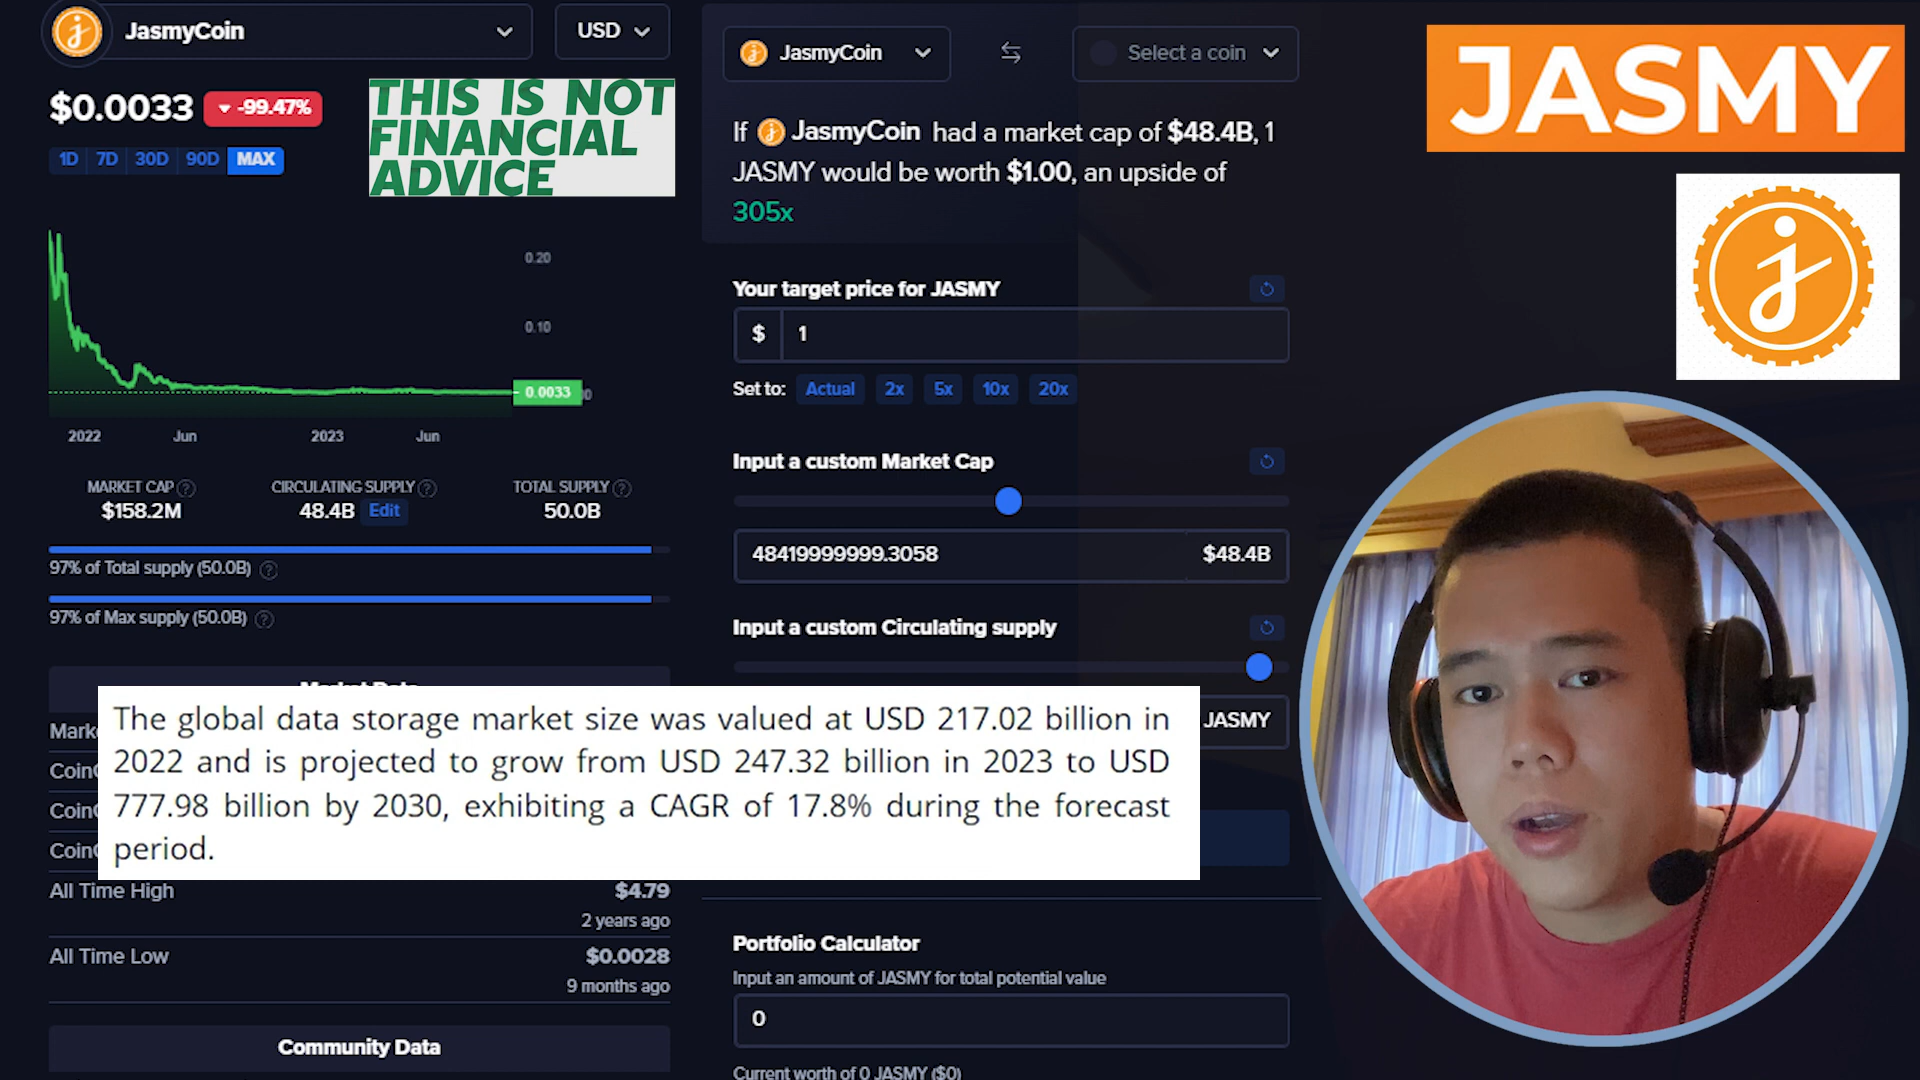 JasmyCoin
USD
$0.0033
-99.47%
1D 7D 30D 90D MAX
THIS IS NOT
FINANCIAL
ADVICE
0.20
0.10
0.0033
0
2022 Jun 2023 Jun
MARKET CAP ? CIRCULATING SUPPLY ? TOTAL SUPPLY ?
$158.2M 48.4B Edit 50.0B
97% of Total supply (50.0B) ?
97% of Max supply (50.0B) ?
Market Data
All Time High $4.79
2 years ago
All Time Low $0.0028
9 months ago
Community Data
JasmyCoin Select a coin
If JasmyCoin had a market cap of $48.4B, 1
JASMY would be worth $1.00, an upside of
305x
Your target price for JASMY
$ 1
Set to: Actual 2x 5x 10x 20x
Input a custom Market Cap
48419999999.3058 $48.4B
Input a custom Circulating supply
JASMY
The global data storage market size was valued at USD 217.02 billion in
2022 and is projected to grow from USD 247.32 billion in 2023 to USD
777.98 billion by 2030, exhibiting a CAGR of 17.8% during the forecast
period.
Portfolio Calculator
Input an amount of JASMY for total potential value
0
Current worth of 0 JASMY ($0)
JASMY
j